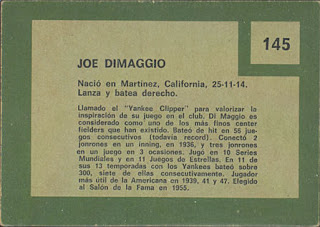 145
JOE DIMAGGIO
Nació en Martínez, California, 25-11-14.
Lanza y batea derecho.
Llamado el "Yankee Clipper" para valorizar la
inspiración de su juego en el club. Di Maggio es
considerado como uno de los más finos center
fielders que han existido. Bateó de hit en 56 juegos
consecutivos (todavía record). Conectó 2
jonrones en un inning, en 1936, y tres jonrones
en un juego en 3 ocasiones. Jugó en 10 Series
Mundiales y en 11 Juegos de Estrellas. En 11 de
sus 13 temporadas con los Yankees bateó sobre
300, siete de ellas consecutivamente. Jugador
más útil de la Americana en 1939, 41 y 47. Elegido
al Salón de la Fama en 1955.